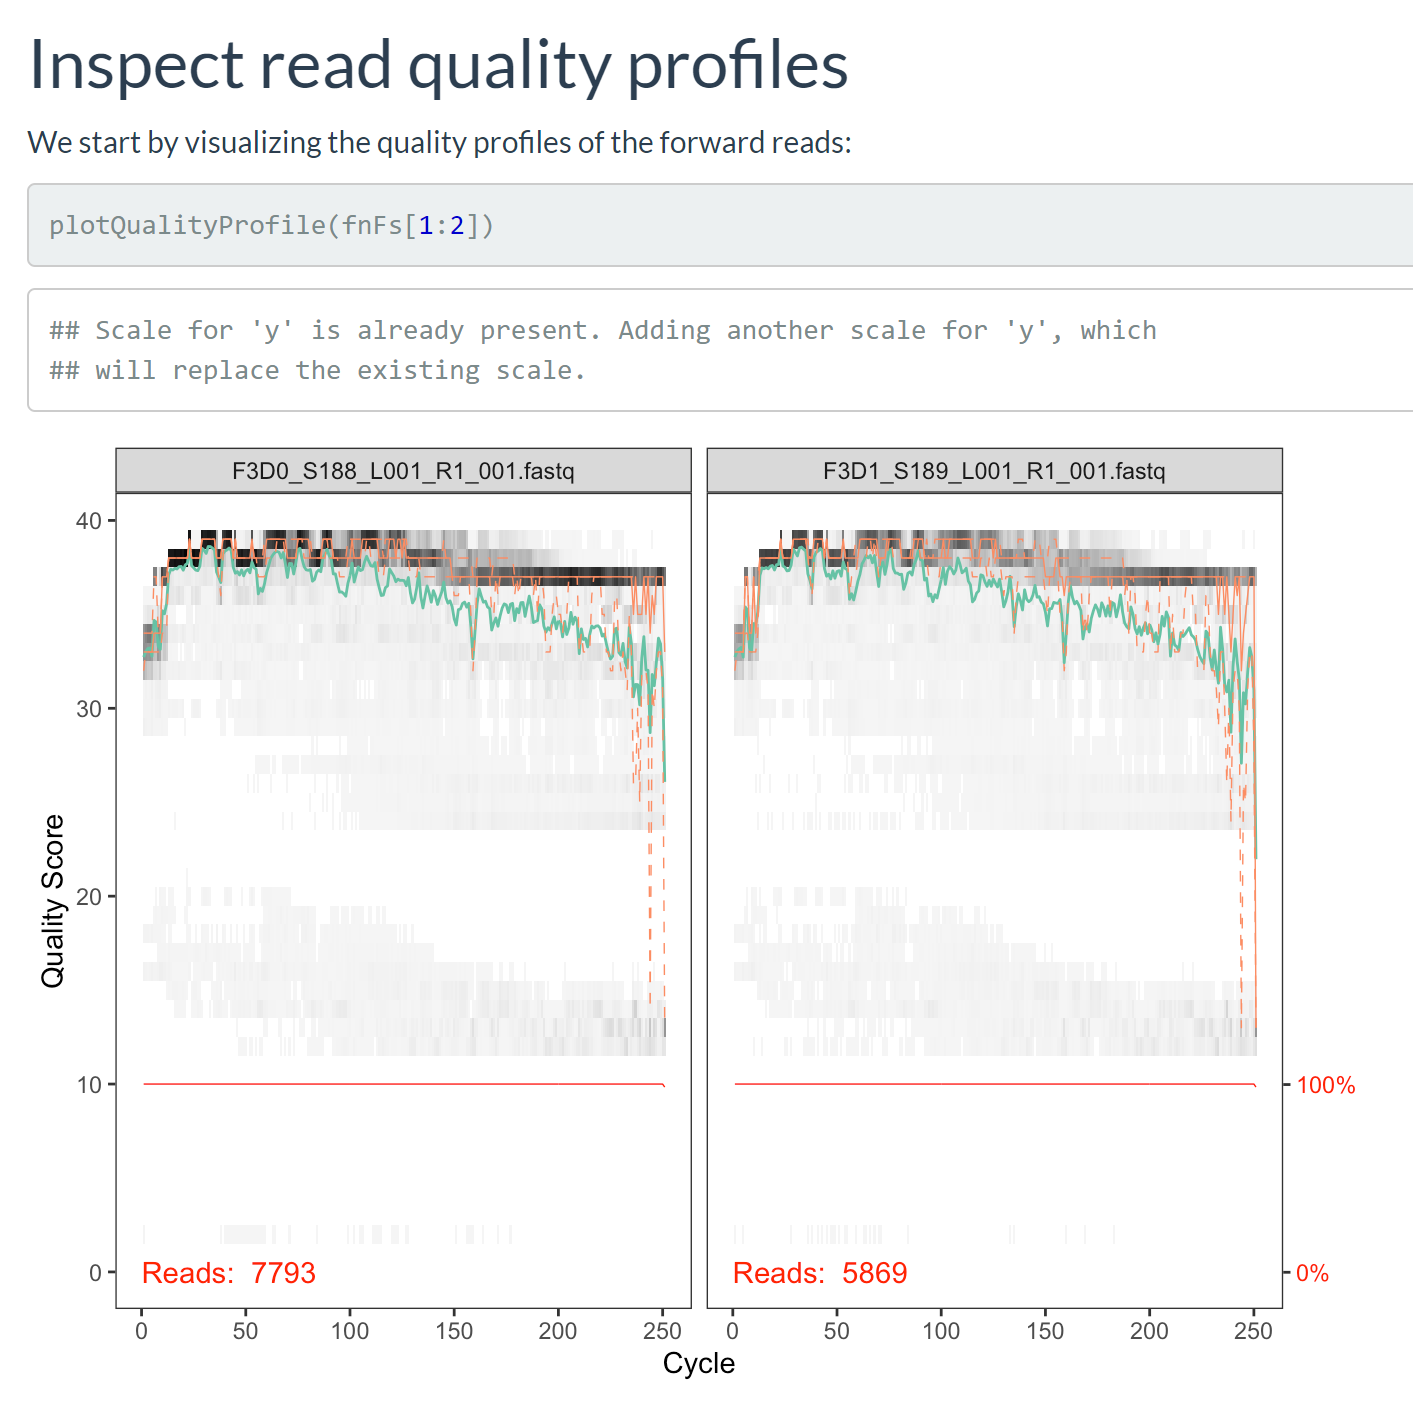 Inspect read quality profiles
We start by visualizing the quality profiles of the forward reads:
plotQualityProfile(fnFs[1:2])
## Scale for 'y' is already present. Adding another scale for 'y', which
## will replace the existing scale.
F3D0_S188_L001_R1_001.fastq
F3D1_S189_L001_R1_001.fastq
Quality Score
40
30
20
10
0
100%
0%
Reads: 7793
Reads: 5869
0 50 100 150 200 250
0 50 100 150 200 250
Cycle